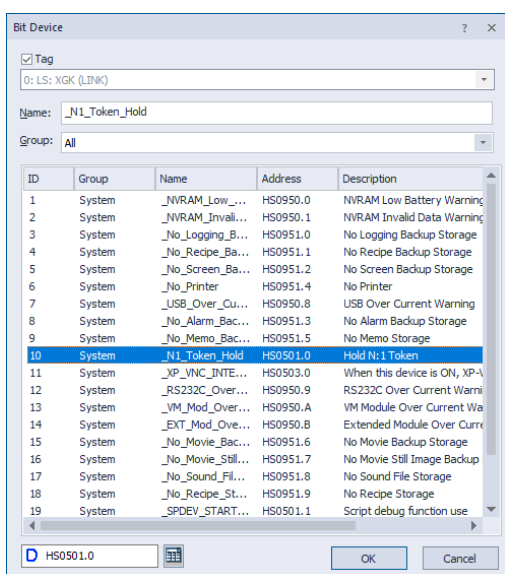 Bit Device ? ×
Tag
0: LS: XGK (LINK)
Name: _N1_Token_Hold
Group: All
ID Group Name Address Description
1 System _NVRAM_Low_... HS0950.0 NVRAM Low Battery Warning
2 System _NVRAM_Invali... HS0950.1 NVRAM Invalid Data Warning
3 System _No_Logging_B... HS0951.0 No Logging Backup Storage
4 System _No_Recipe_Ba... HS0951.1 No Recipe Backup Storage
5 System _No_Screen_Ba... HS0951.2 No Screen Backup Storage
6 System _No_Printer HS0951.4 No Printer
7 System _USB_Over_Cu... HS0950.8 USB Over Current Warning
8 System _No_Alarm_Bac... HS0951.3 No Alarm Backup Storage
9 System _No_Memo_Bac... HS0951.5 No Memo Storage
10 System _N1_Token_Hold HS0501.0 Hold N:1 Token
11 System _XP_VNC_INTE... HS0503.0 When this device is ON, XP-V
12 System _RS232C_Over... HS0950.9 RS232C Over Current Warni
13 System _VM_Mod_Over... HS0950.A VM Module Over Current Wa
14 System _EXT_Mod_Ove... HS0950.B Extended Module Over Curre
15 System _No_Movie_Bac... HS0951.6 No Movie Backup Storage
16 System _No_Movie_Still... HS0951.7 No Movie Still Image Backup
17 System _No_Sound_Fil... HS0951.8 No Sound File Storage
18 System _No_Recipe_St... HS0951.9 No Recipe Storage
19 System _SPDEV_START... HS0501.1 Script debug function use
D HS0501.0 OK Cancel